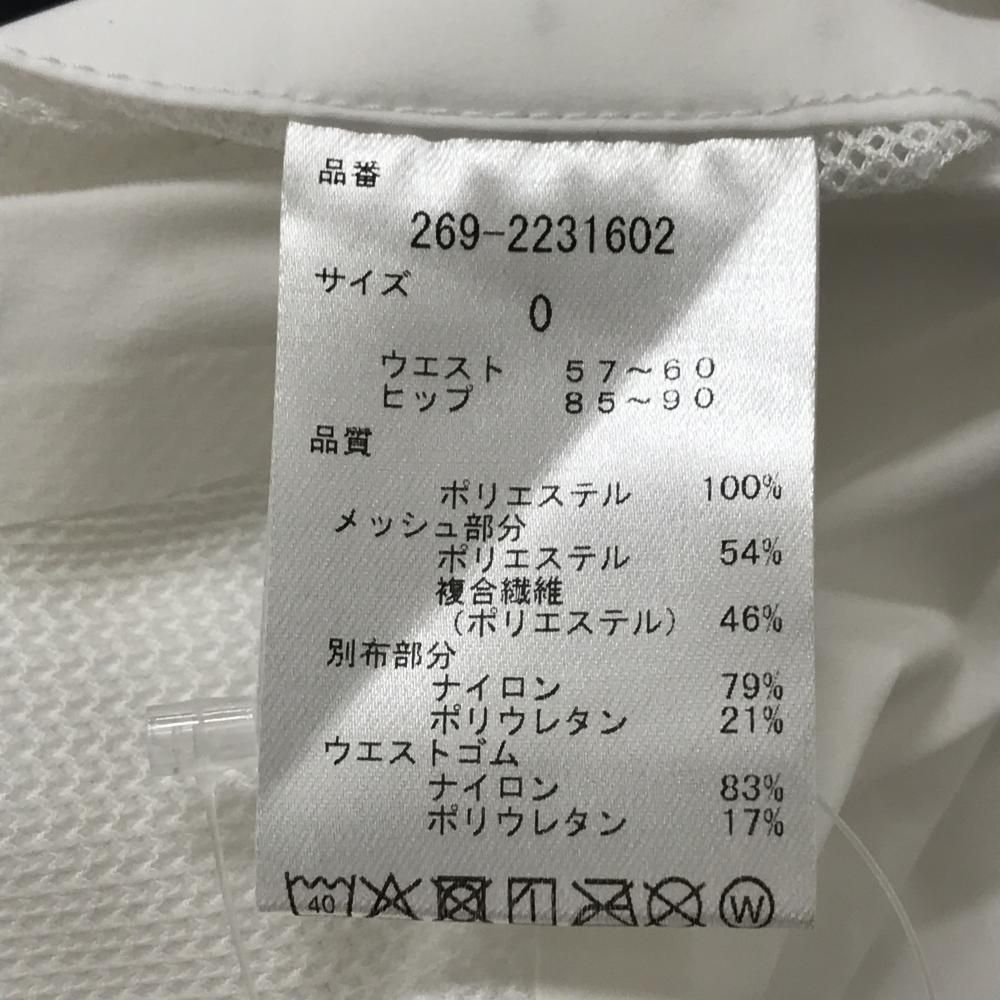 品番
269-2231602
サイズ
0
ウエスト 57～60
ヒップ 85～90
品質
ポリエステル 100%
メッシュ部分
ポリエステル 54%
複合繊維
(ポリエステル) 46%
別布部分
ナイロン 79%
ポリウレタン 21%
ウエストゴム
ナイロン 83%
ポリウレタン 17%
40 W